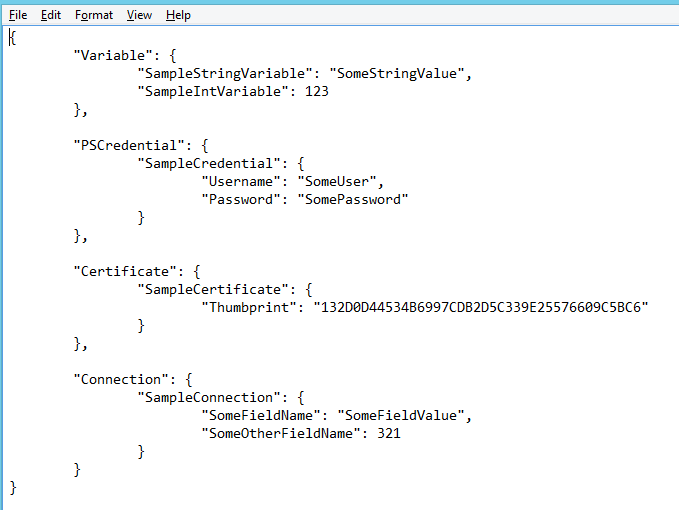 File Edit Format View Help
{
"Variable": {
"SampleStringVariable": "SomeStringValue",
"SampleIntVariable": 123
},
"PSCredential": {
"SampleCredential": {
"Username": "SomeUser",
"Password": "SomePassword"
}
},
"Certificate": {
"SampleCertificate": {
"Thumbprint": "132D0D44534B6997CDB2D5C339E25576609C5BC6"
}
},
"Connection": {
"SampleConnection": {
"SomeFieldName": "SomeFieldValue",
"SomeOtherFieldName": 321
}
}
}